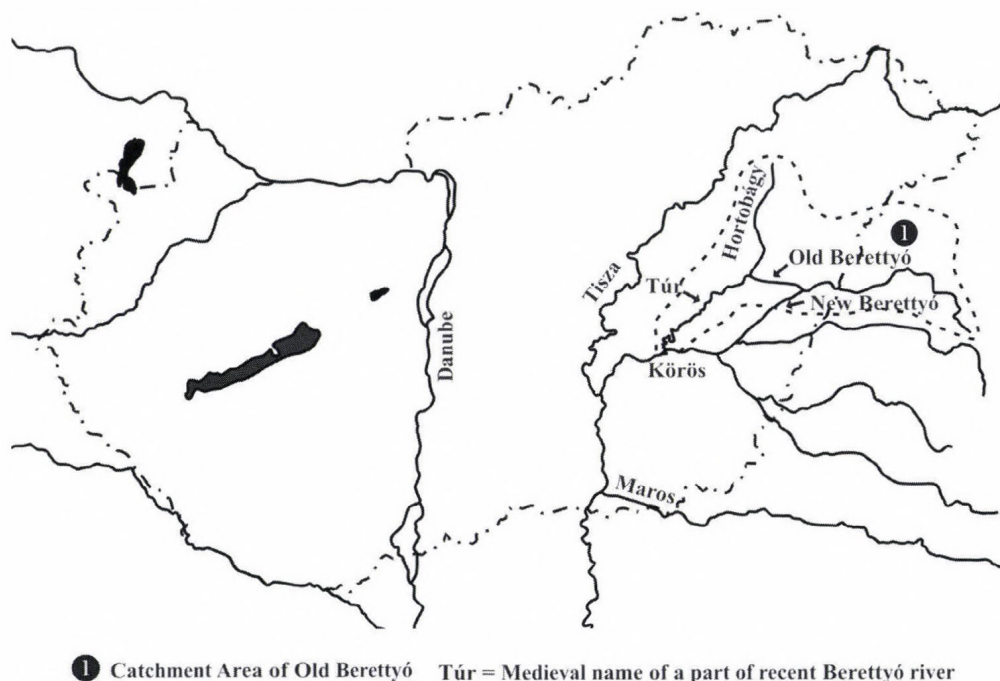 1
Hortobágy
Old Berettyó
Tisza
Túr
New Berettyó
Danube
Körös
Maros
1 Catchment Area of Old Berettyó Túr = Medieval name of a part of recent Berettyó river